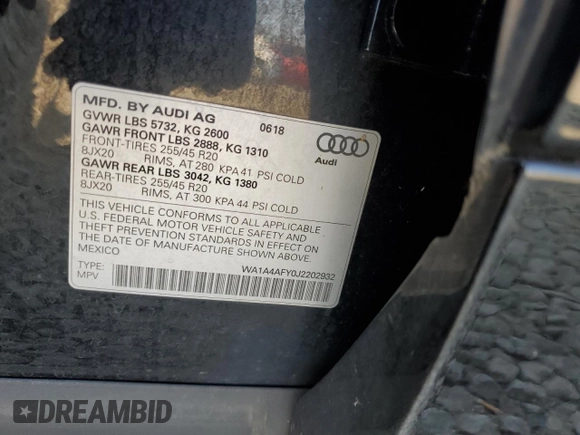 MFD. BY AUDI AG
GVWR LBS 5732, KG 2600 0618
GAWR FRONT LBS 2888, KG 1310
FRONT-TIRES 255/45 R20
8JX20 RIMS, AT 280 KPA 41 PSI COLD
GAWR REAR LBS 3042, KG 1380
REAR-TIRES 255/45 R20
8JX20 RIMS, AT 300 KPA 44 PSI COLD
Audi
THIS VEHICLE CONFORMS TO ALL APPLICABLE
U.S. FEDERAL MOTOR VEHICLE SAFETY AND
THEFT PREVENTION STANDARDS IN EFFECT ON
THE DATE OF MANUFACTURE SHOWN ABOVE.
MEXICO
TYPE: WA1A4AFY0J2202932
MPV
DREAMBID